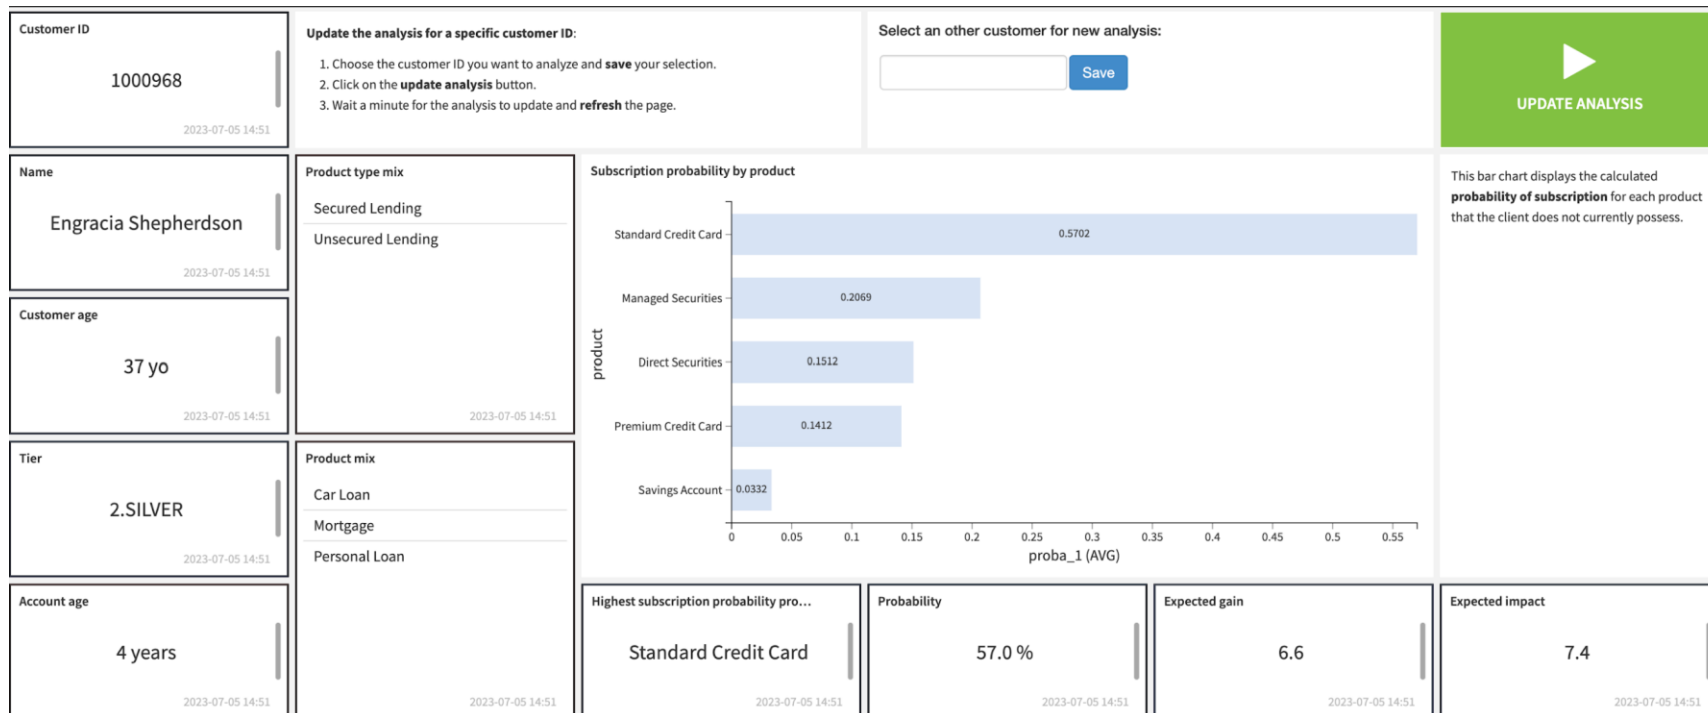 Customer ID
1000968
2023-07-05 14:51
Update the analysis for a specific customer ID:
1. Choose the customer ID you want to analyze and save your selection.
2. Click on the update analysis button.
3. Wait a minute for the analysis to update and refresh the page.
Select an other customer for new analysis:
Save
UPDATE ANALYSIS
Name
Engracia Shepherdson
2023-07-05 14:51
Customer age
37 yo
2023-07-05 14:51
Tier
2.SILVER
2023-07-05 14:51
Account age
4 years
2023-07-05 14:51
Product type mix
Secured Lending
Unsecured Lending
2023-07-05 14:51
Product mix
Car Loan
Mortgage
Personal Loan
2023-07-05 14:51
Subscription probability by product
product
Standard Credit Card
0.5702
Managed Securities
0.2069
Direct Securities
0.1512
Premium Credit Card
0.1412
Savings Account
0.0332
0 0.05 0.1 0.15 0.2 0.25 0.3 0.35 0.4 0.45 0.5 0.55
proba_1 (AVG)
This bar chart displays the calculated
probability of subscription for each product
that the client does not currently possess.
Highest subscription probability pro...
Standard Credit Card
2023-07-05 14:51
Probability
57.0 %
2023-07-05 14:51
Expected gain
6.6
2023-07-05 14:51
Expected impact
7.4
2023-07-05 14:51